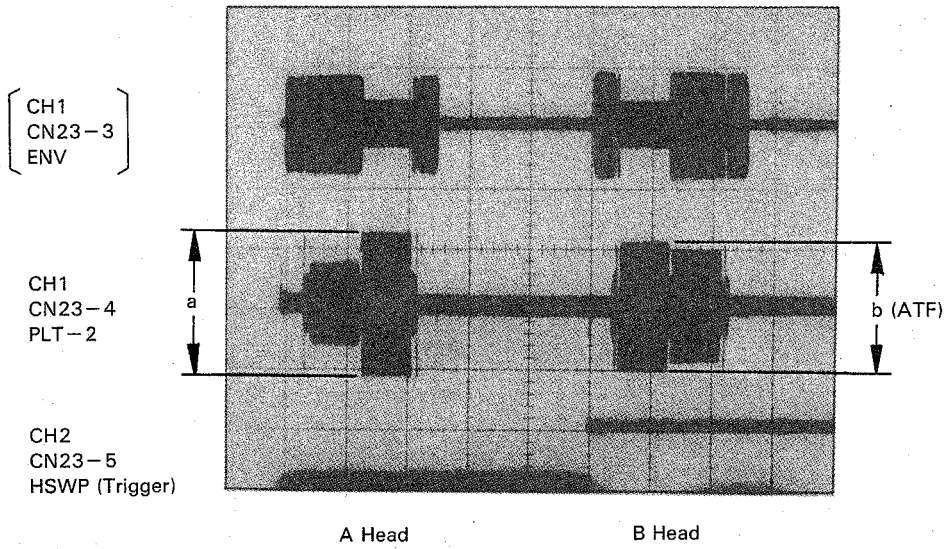 CH1
CN23-3
ENV
a
CH1
CN23-4
PLT-2
b (ATF)
CH2
CN23-5
HSWP (Trigger)
A Head
B Head